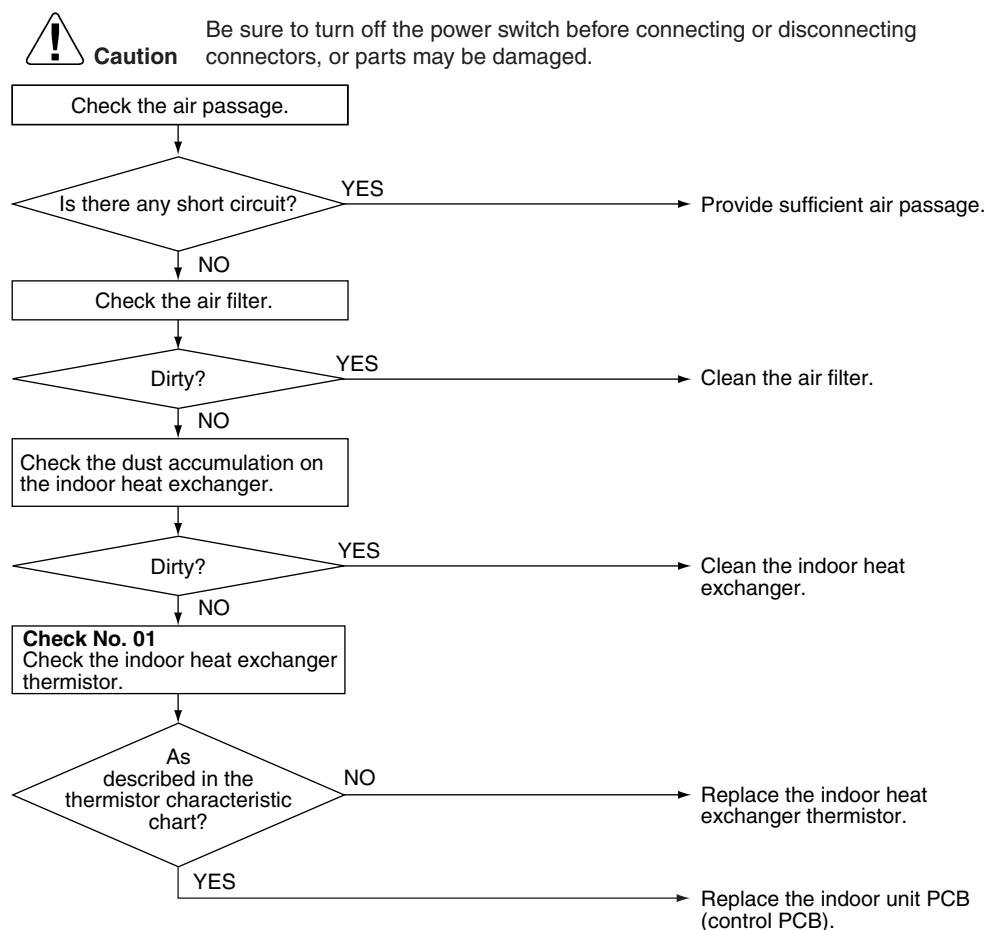 Be sure to turn off the power switch before connecting or disconnecting
Caution connectors, or parts may be damaged.
Check the air passage.
Is there any short circuit?
YES
Provide sufficient air passage.
NO
Check the air filter.
Dirty?
YES
Clean the air filter.
NO
Check the dust accumulation on
the indoor heat exchanger.
Dirty?
YES
Clean the indoor heat
exchanger.
NO
Check No. 01
Check the indoor heat exchanger
thermistor.
As
described in the
thermistor characteristic
chart?
NO
Replace the indoor heat
exchanger thermistor.
YES
Replace the indoor unit PCB
(control PCB).